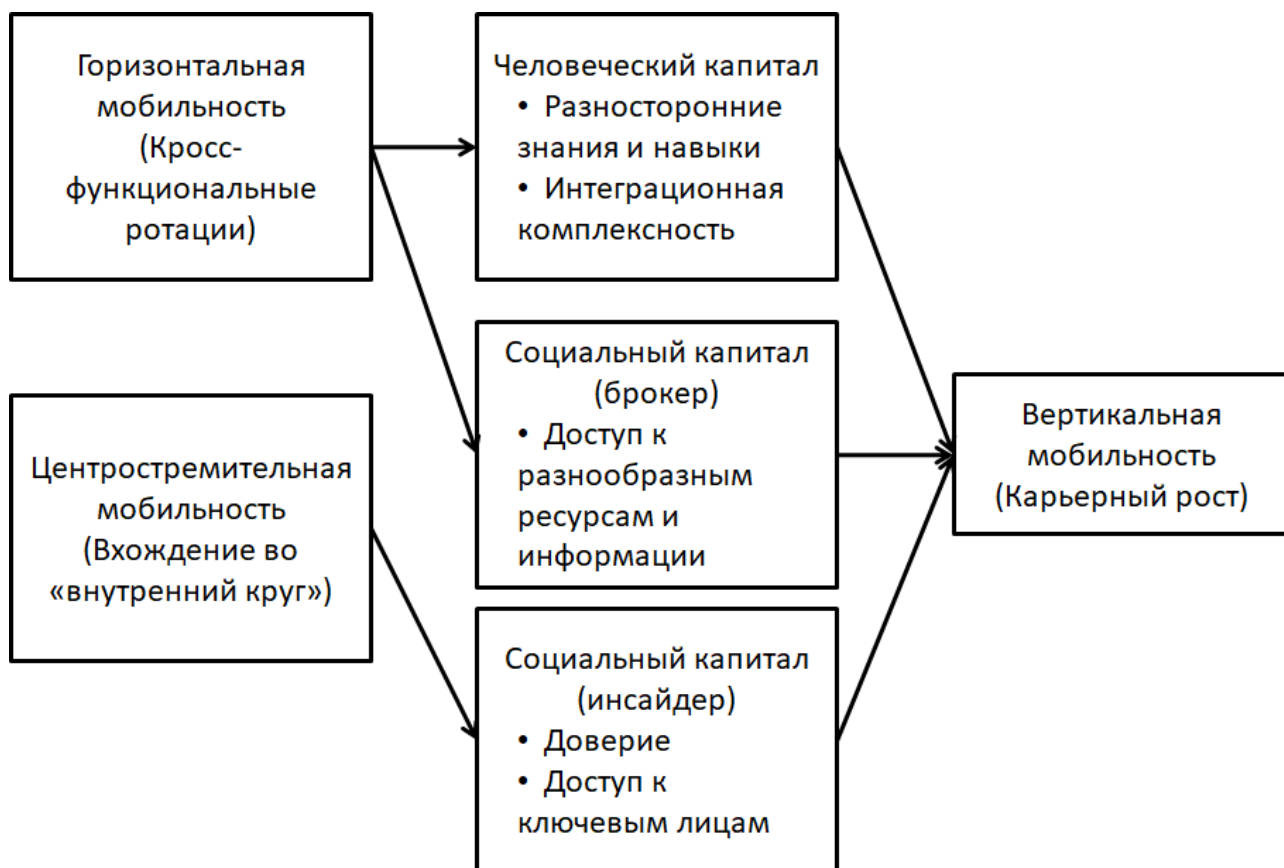 Горизонтальная
мобильность
(Кросс-
функциональные
ротации)
Центростремительная
мобильность
(Вхождение во
«внутренний круг»)
Человеческий капитал
• Разносторонние
знания и навыки
• Интеграционная
комплексность
Социальный капитал
(брокер)
• Доступ к
разнообразным
ресурсам и
информации
Социальный капитал
(инсайдер)
• Доверие
• Доступ к
ключевым лицам
Вертикальная
мобильность
(Карьерный рост)